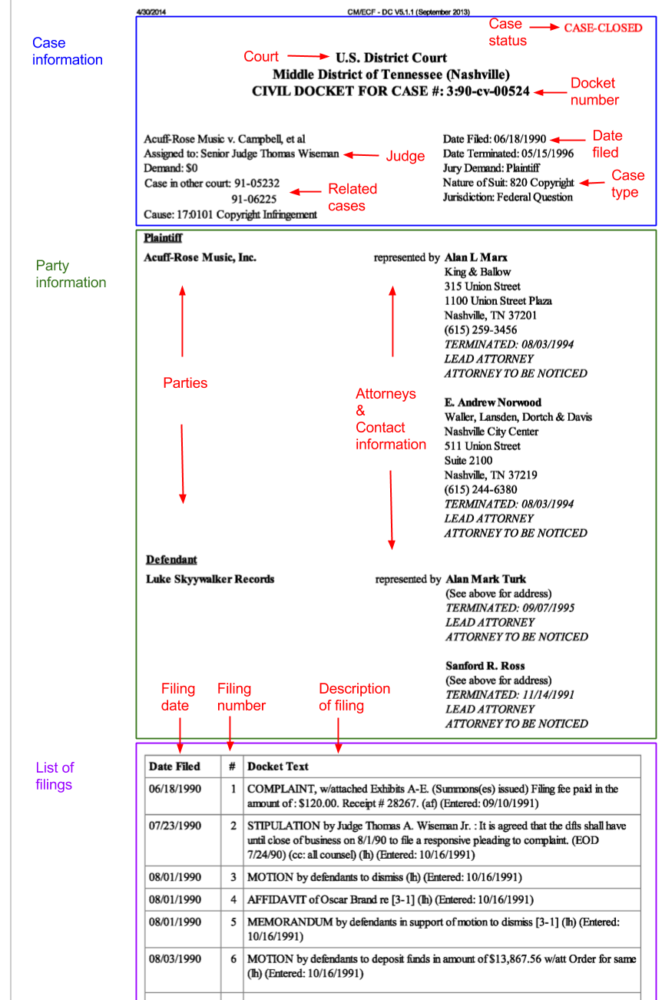 4/30/2014 CM/ECF - DC V5.1.1 (September 2013)
Case status
CASE-CLOSED
Case information
Court
U.S. District Court
Middle District of Tennessee (Nashville)
CIVIL DOCKET FOR CASE #: 3:90-cv-00524
Docket number
Acuff-Rose Music v. Campbell, et al
Assigned to: Senior Judge Thomas Wiseman
Judge
Demand: $0
Case in other court: 91-05232
91-06225
Related cases
Cause: 17:0101 Copyright Infringement
Date Filed: 06/18/1990
Date filed
Date Terminated: 05/15/1996
Jury Demand: Plaintiff
Nature of Suit: 820 Copyright
Case type
Jurisdiction: Federal Question
Party information
Plaintiff
Acuff-Rose Music, Inc.
represented by Alan L Marx
King & Ballow
315 Union Street
1100 Union Street Plaza
Nashville, TN 37201
(615) 259-3456
TERMINATED: 08/03/1994
LEAD ATTORNEY
ATTORNEY TO BE NOTICED
Parties
Attorneys
&
Contact
information
E. Andrew Norwood
Waller, Lansden, Dortch & Davis
Nashville City Center
511 Union Street
Suite 2100
Nashville, TN 37219
(615) 244-6380
TERMINATED: 08/03/1994
LEAD ATTORNEY
ATTORNEY TO BE NOTICED
Defendant
Luke Skyywalker Records
represented by Alan Mark Turk
(See above for address)
TERMINATED: 09/07/1995
LEAD ATTORNEY
ATTORNEY TO BE NOTICED
Sanford R. Ross
(See above for address)
TERMINATED: 11/14/1991
LEAD ATTORNEY
ATTORNEY TO BE NOTICED
Filing date
Filing number
Description of filing
List of filings
Date Filed # Docket Text
06/18/1990 1 COMPLAINT, w/attached Exhibits A-E. (Summons(es) issued) Filing fee paid in the
amount of : $120.00. Receipt # 28267. (af) (Entered: 09/10/1991)
07/23/1990 2 STIPULATION by Judge Thomas A. Wiseman Jr. : It is agreed that the dfts shall have
until close of business on 8/1/90 to file a responsive pleading to complaint. (EOD
7/24/90) (cc: all counsel) (lh) (Entered: 10/16/1991)
08/01/1990 3 MOTION by defendants to dismiss (lh) (Entered: 10/16/1991)
08/01/1990 4 AFFIDAVIT of Oscar Brand re [3-1] (lh) (Entered: 10/16/1991)
08/01/1990 5 MEMORANDUM by defendants in support of motion to dismiss [3-1] (lh) (Entered:
10/16/1991)
08/03/1990 6 MOTION by defendants to deposit funds in amount of $13,867.56 w/att Order for same
(lh) (Entered: 10/16/1991)